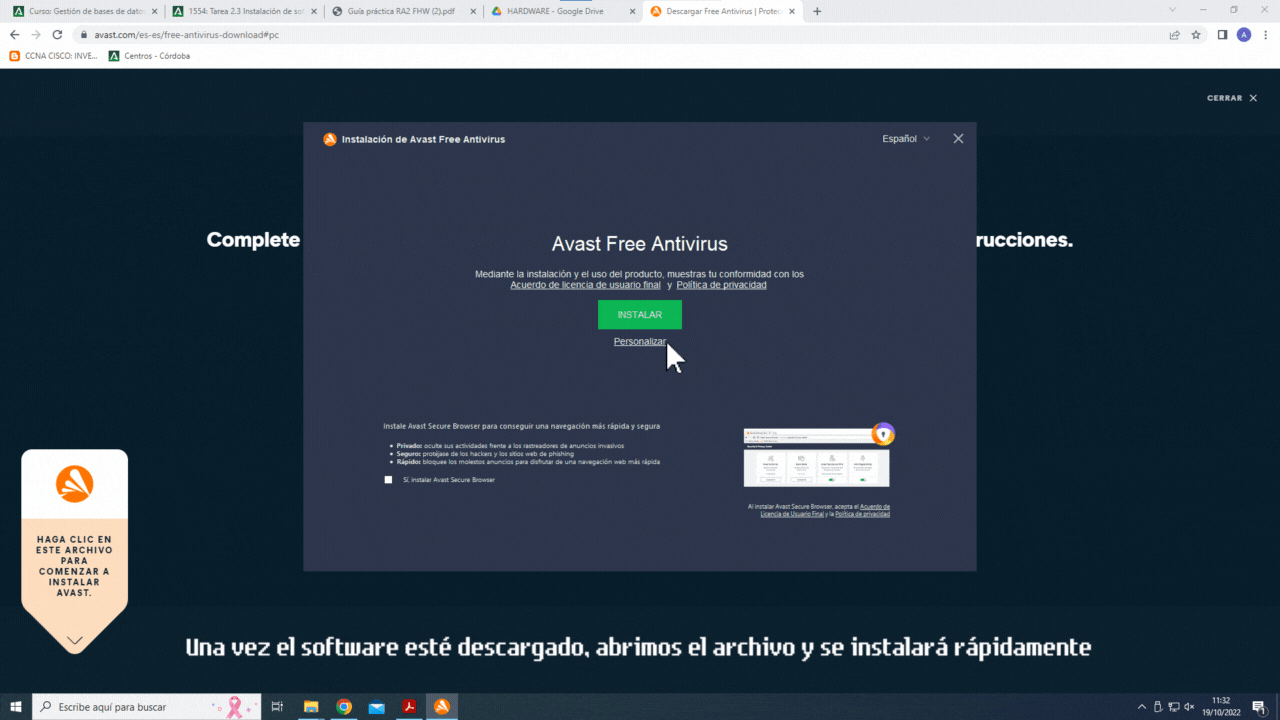 Curso: Gestión de bases de datos
1554: Tarea 2.3 Instalación de sof
Guía práctica RA2 FHW (2).pdf
HARDWARE - Google Drive
Descargar Free Antivirus | Protec
avast.com/es-es/free-antivirus-download#pc
A
CCNA CISCO: INVE...
Centros - Córdoba
CERRAR
Instalación de Avast Free Antivirus
Español
Complete
rucciones.
Avast Free Antivirus
Mediante la instalación y el uso del producto, muestras tu conformidad con los
Acuerdo de licencia de usuario final y Política de privacidad
INSTALAR
Personalizar
Instale Avast Secure Browser para conseguir una navegación más rápida y segura
• Privado: oculte sus actividades frente a los rastreadores de anuncios invasivos
• Seguro: protéjase de los hackers y los sitios web de phishing
• Rápido: bloquee los molestos anuncios para disfrutar de una navegación web más rápida
Sí, instalar Avast Secure Browser
Al instalar Avast Secure Browser, acepta el Acuerdo de
Licencia de Usuario Final y la Política de privacidad
HAGA CLIC EN
ESTE ARCHIVO
PARA
COMENZAR A
INSTALAR
AVAST.
Una vez el software esté descargado, abrimos el archivo y se instalará rápidamente
Escribe aquí para buscar
11:32
19/10/2022
1